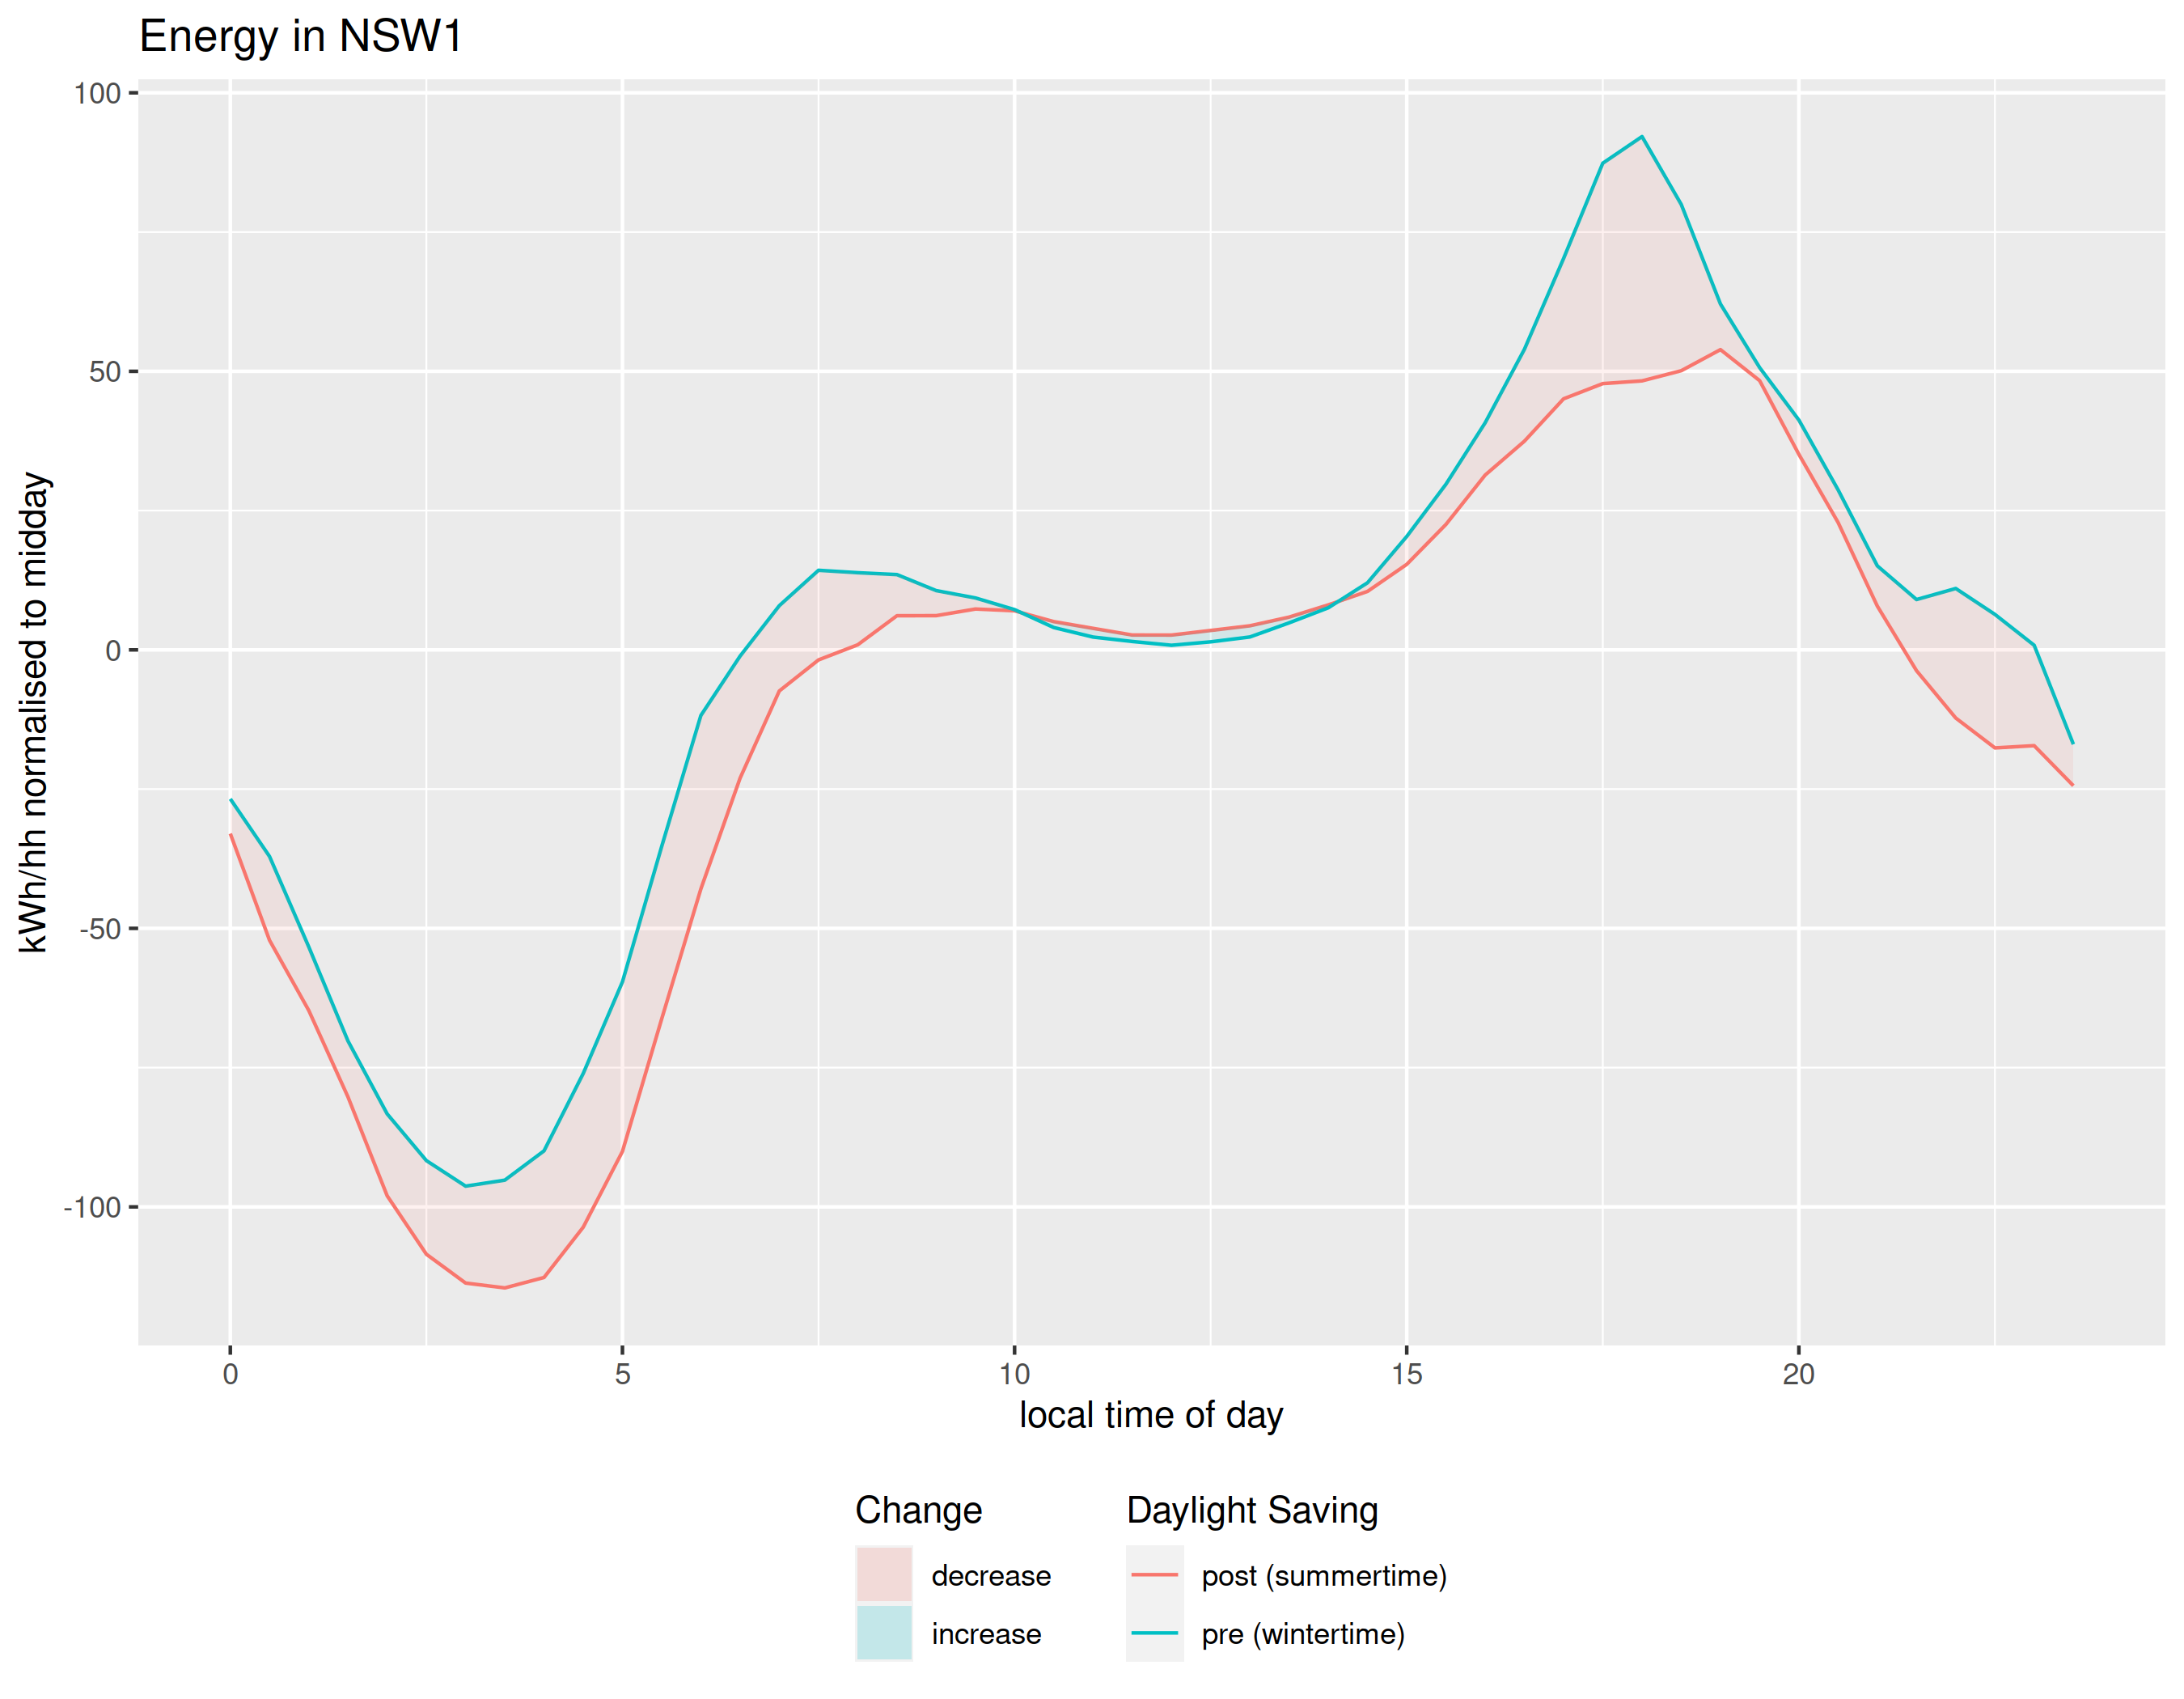 Energy in NSW1
kWh/hh normalised to midday
100
50
0
-50
-100
0 5 10 15 20
local time of day
Change
decrease
increase
Daylight Saving
post (summertime)
pre (wintertime)